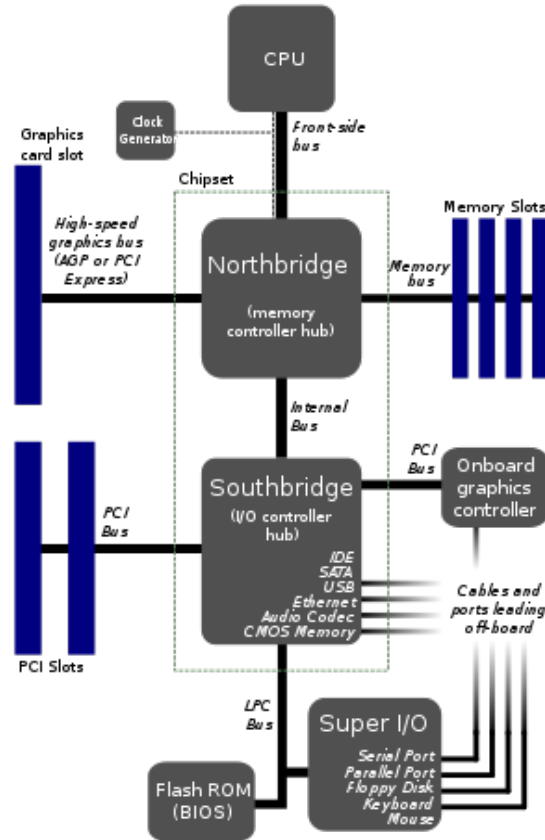 CPU
Clock
Generator
Front-side
bus
Graphics
card slot
Chipset
High-speed
graphics bus
(AGP or PCI
Express)
Northbridge
(memory
controller hub)
Memory
bus
Memory Slots
Internal
Bus
PCI
Bus
Southbridge
(I/O controller
hub)
PCI
Bus
Onboard
graphics
controller
IDE
SATA
USB
Ethernet
Audio Codec
CMOS Memory
Cables and
ports leading
off-board
PCI Slots
LPC
Bus
Super I/O
Serial Port
Parallel Port
Floppy Disk
Keyboard
Mouse
Flash ROM
(BIOS)